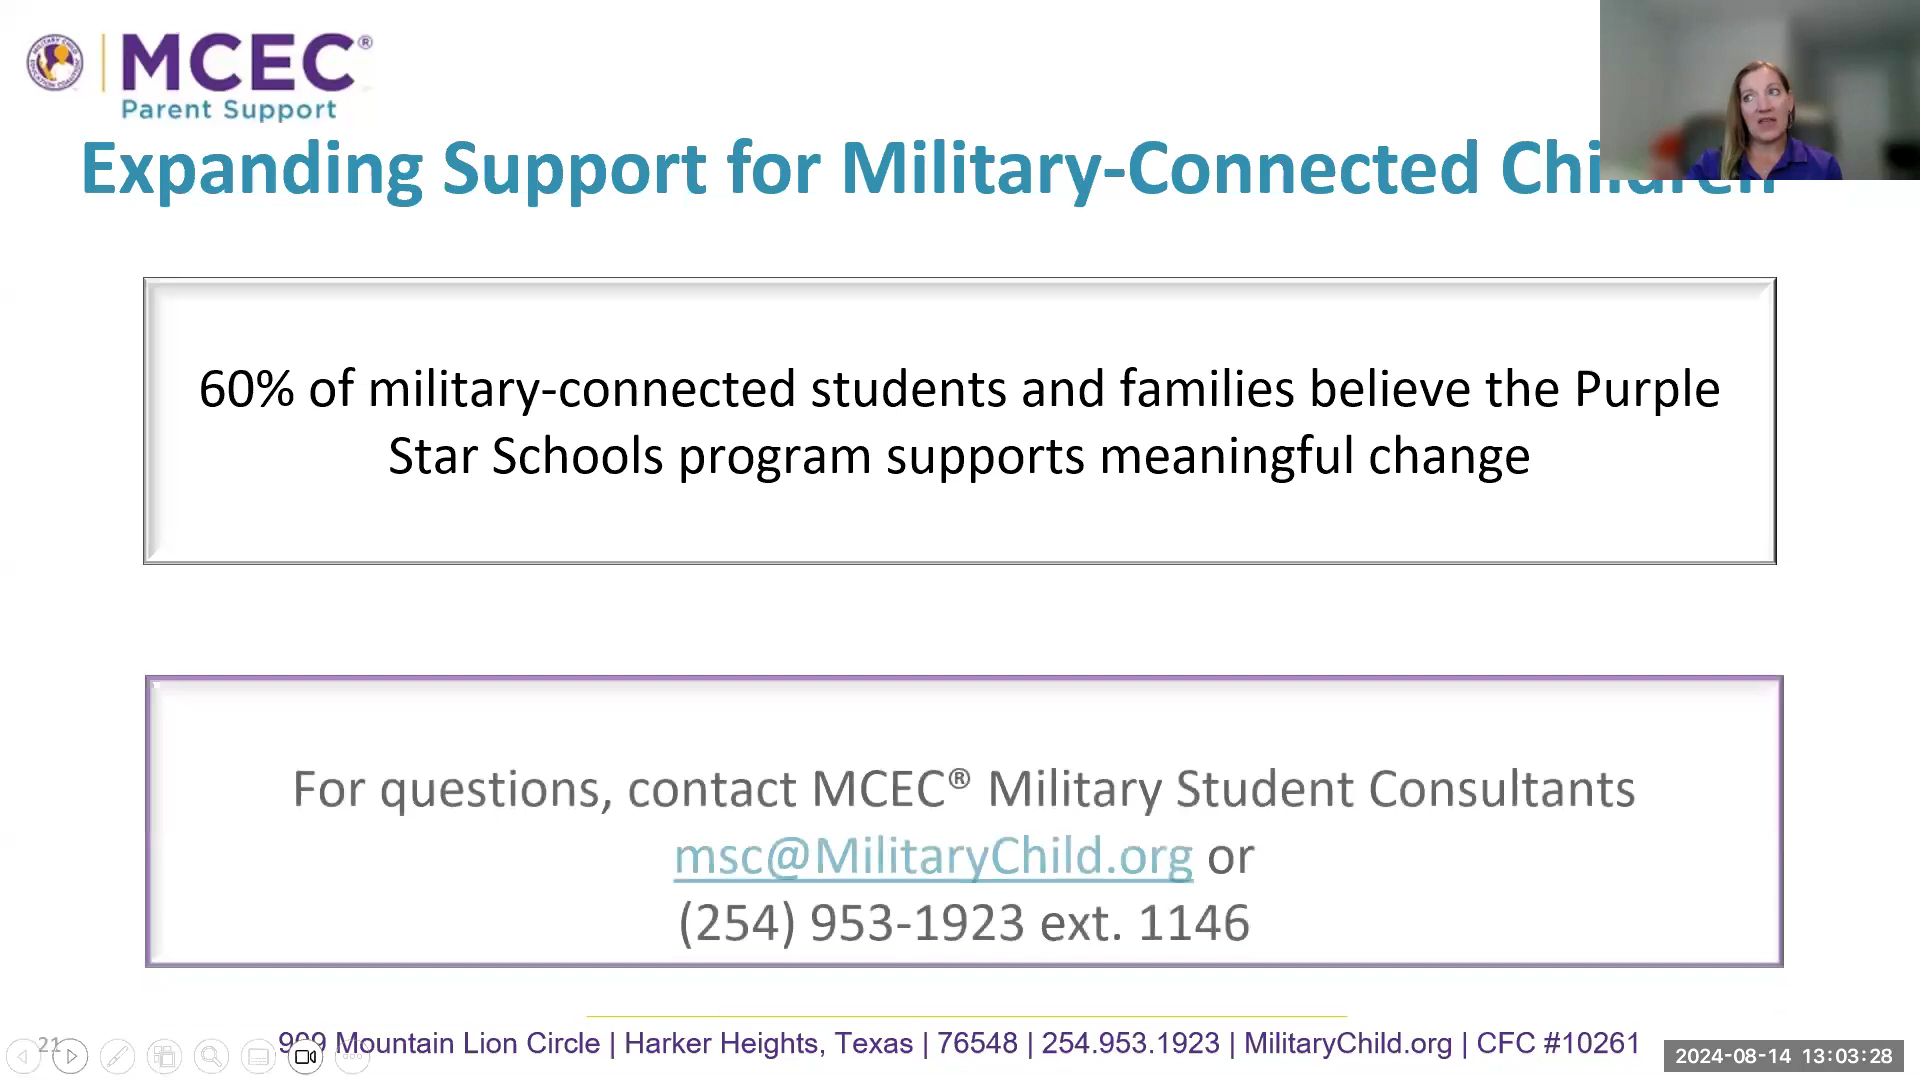 MCEC®
Parent Support
Expanding Support for Military-Connected Children
60% of military-connected students and families believe the Purple
Star Schools program supports meaningful change
For questions, contact MCEC® Military Student Consultants
msc@MilitaryChild.org or
(254) 953-1923 ext. 1146
21
909 Mountain Lion Circle | Harker Heights, Texas | 76548 | 254.953.1923 | MilitaryChild.org | CFC #10261
2024-08-14 13:03:28